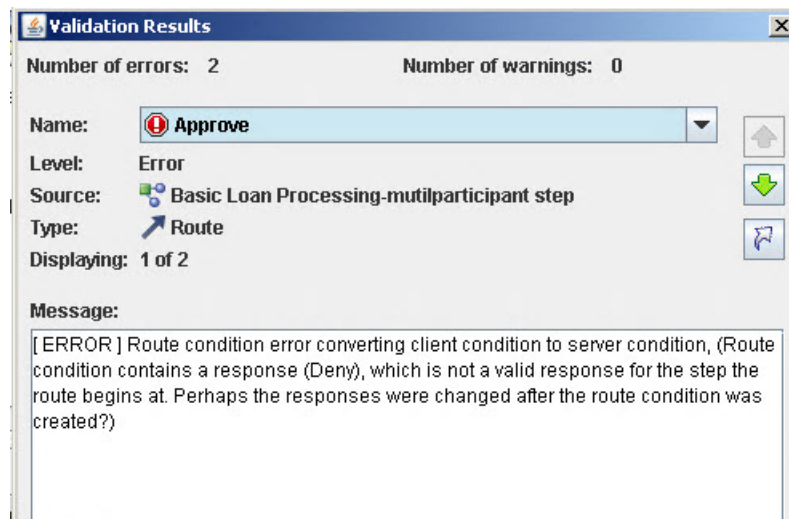 Validation Results
Number of errors: 2 Number of warnings: 0
Name: Approve
Level: Error
Source: Basic Loan Processing-mutilparticipant step
Type: Route
Displaying: 1 of 2
Message:
[ ERROR ] Route condition error converting client condition to server condition, (Route
condition contains a response (Deny), which is not a valid response for the step the
route begins at. Perhaps the responses were changed after the route condition was
created?)